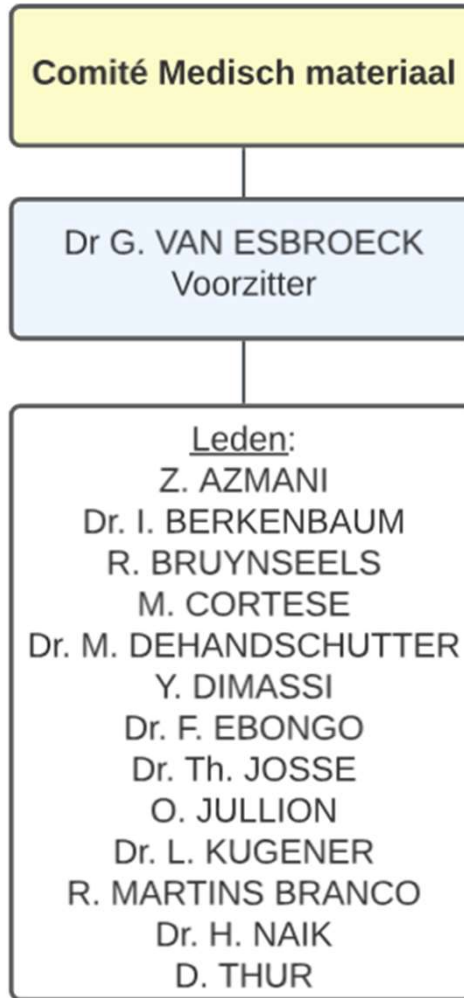 Comité Medisch materiaal
Dr G. VAN ESBROECK
Voorzitter
Leden:
Z. AZMANI
Dr. I. BERKENBAUM
R. BRUYNSEELS
M. CORTESE
Dr. M. DEHANDSCHUTTER
Y. DIMASSI
Dr. F. EBONGO
Dr. Th. JOSSE
O. JULLION
Dr. L. KUGENER
R. MARTINS BRANCO
Dr. H. NAIK
D. THUR